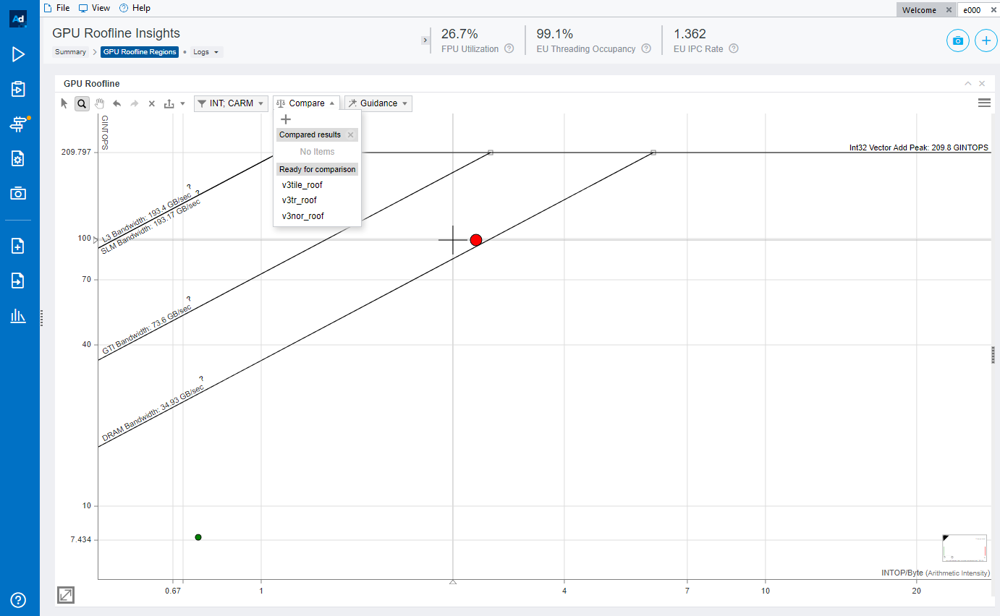 Ad
File
View
Help
Welcome
e000
GPU Roofline Insights
Summary
GPU Roofline Regions
Logs
26.7%
FPU Utilization
99.1%
EU Threading Occupancy
1.362
EU IPC Rate
GPU Roofline
INT; CARM
Compare
Guidance
Compared results
No Items
Ready for comparison
v3tile_roof
v3tr_roof
v3nor_roof
GINTOPS
209.797
100
70
40
10
7.434
Int32 Vector Add Peak: 209.8 GINTOPS
L3 Bandwidth: 193.4 GB/sec ?
SLM Bandwidth: 193.17 GB/sec ?
GTI Bandwidth: 73.6 GB/sec ?
DRAM Bandwidth: 34.93 GB/sec ?
INTOP/Byte (Arithmetic Intensity)
0.67
1
4
7
10
20